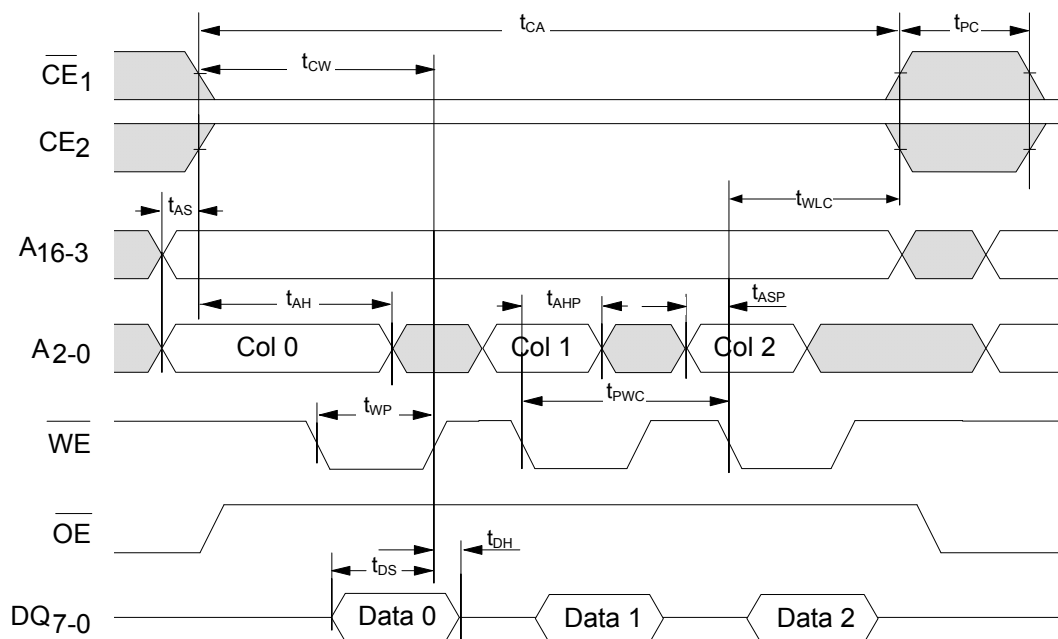 tCA
tPC
CE1
tCW
CE2
tAS
tWLC
A16-3
tAH
tAHP
tASP
A2-0
Col 0
Col 1
Col 2
tWP
tPWC
WE
OE
tDS
tDH
DQ7-0
Data 0
Data 1
Data 2